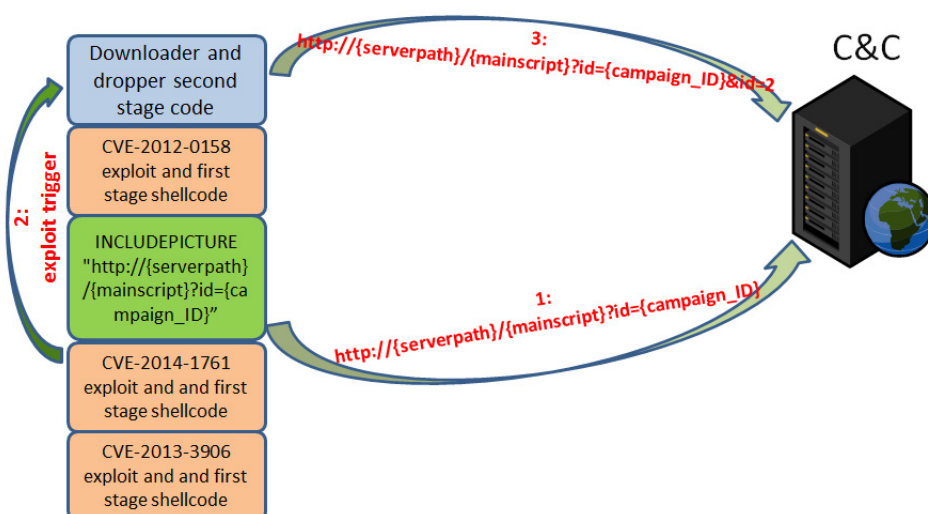 Downloader and
dropper second
stage code
CVE-2012-0158
exploit and first
stage shellcode
INCLUDEPICTURE
"http://{serverpath}
/{mainscript}?id={ca
mpaign_ID}”
CVE-2014-1761
exploit and and first
stage shellcode
CVE-2013-3906
exploit and and first
stage shellcode
2:
exploit trigger
3:
http://{serverpath}/{mainscript}?id={campaign_ID}&id=2
1:
http://{serverpath}/{mainscript}?id={campaign_ID}
C&C